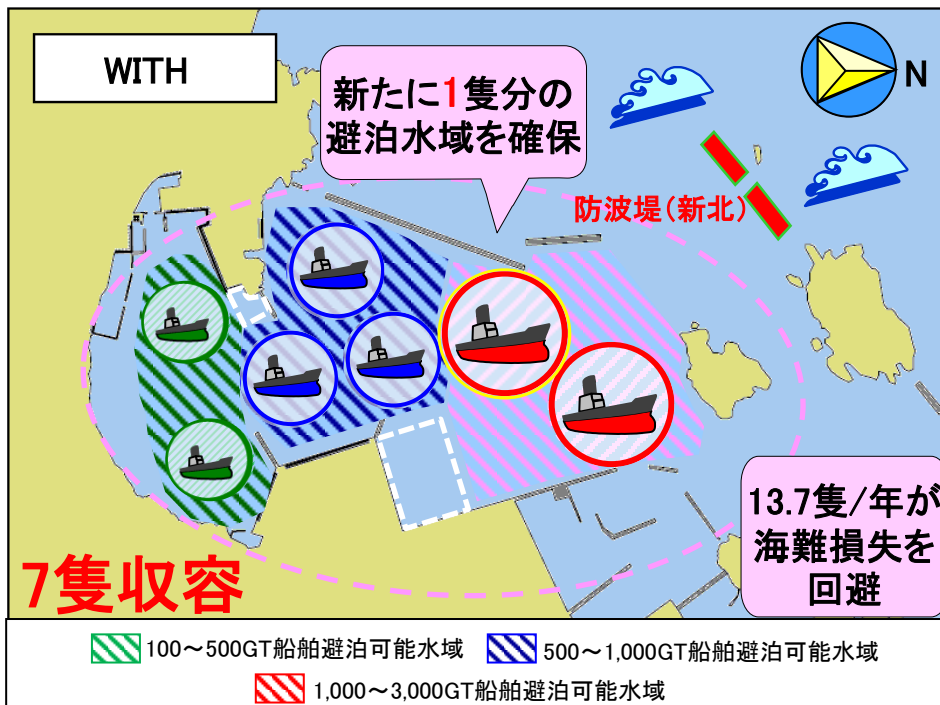 WITH
新たに1隻分の
避泊水域を確保
N
防波堤(新北)
13.7隻/年が
海難損失を
回避
7隻収容
100～500GT船舶避泊可能水域
500～1,000GT船舶避泊可能水域
1,000～3,000GT船舶避泊可能水域